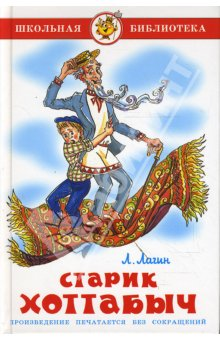 ШКОЛЬНАЯ БИБЛИОТЕКА
Л. Лагин
СТАРИК
ХОТТАБЫЧ
ПРОИЗВЕДЕНИЕ ПЕЧАТАЕТСЯ БЕЗ СОКРАЩЕНИЙ